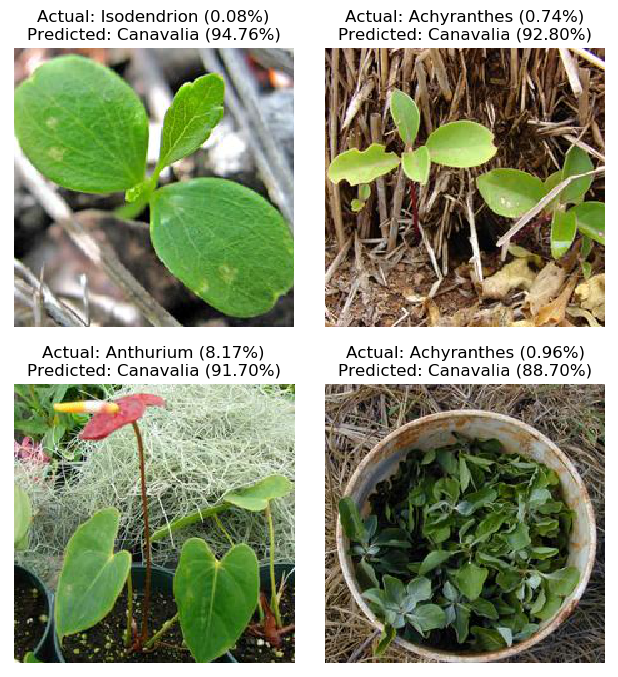 Actual: Isodendrion (0.08%)
Predicted: Canavalia (94.76%)
Actual: Achyranthes (0.74%)
Predicted: Canavalia (92.80%)
Actual: Anthurium (8.17%)
Predicted: Canavalia (91.70%)
Actual: Achyranthes (0.96%)
Predicted: Canavalia (88.70%)